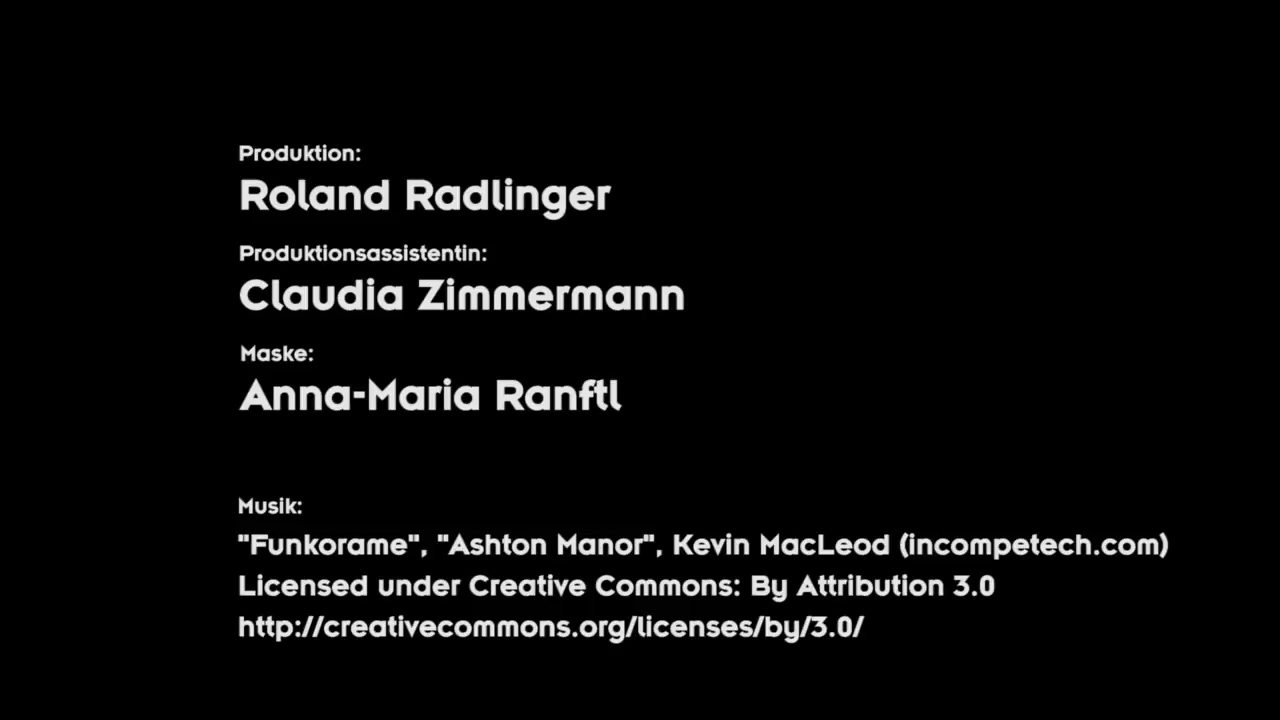 Produktion:
Roland Radlinger
Produktionsassistentin:
Claudia Zimmermann
Maske:
Anna-Maria Ranftl
Musik:
"Funkorame", "Ashton Manor", Kevin MacLeod (incompetech.com)
Licensed under Creative Commons: By Attribution 3.0
http://creativecommons.org/licenses/by/3.0/